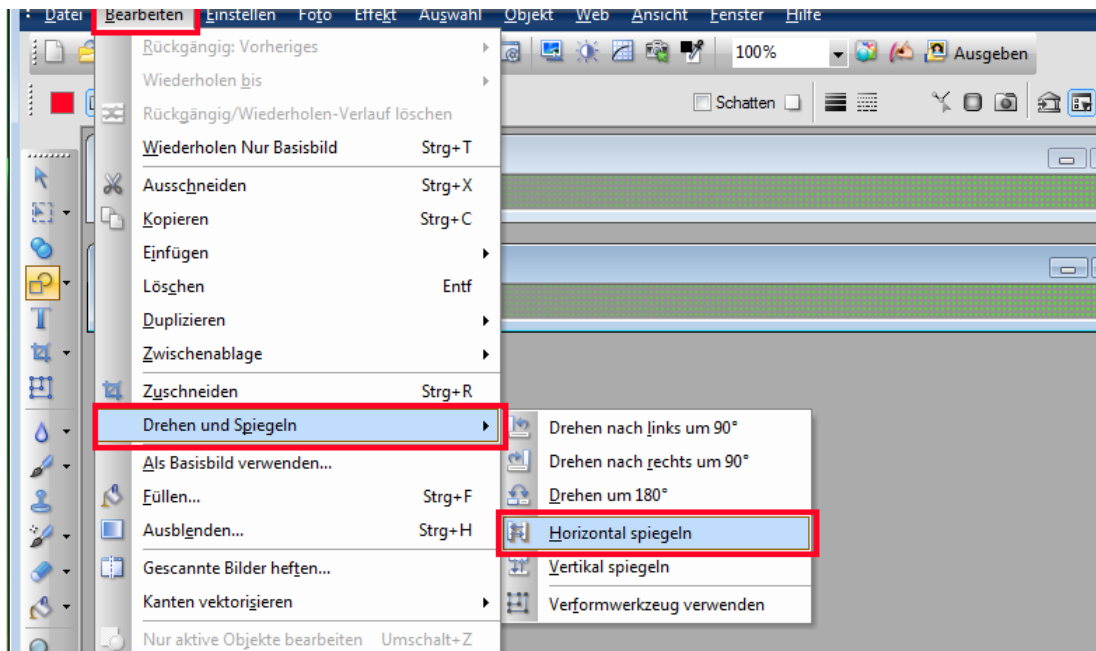 Datei Bearbeiten Einstellen Foto Effekt Auswahl Objekt Web Ansicht Fenster Hilfe
100% Ausgeben
Schatten
Rückgängig: Vorheriges
Wiederholen bis
Rückgängig/Wiederholen-Verlauf löschen
Wiederholen Nur Basisbild Strg+T
Ausschneiden Strg+X
Kopieren Strg+C
Einfügen
Löschen Entf
Duplizieren
Zwischenablage
Zuschneiden Strg+R
Drehen und Spiegeln
Als Basisbild verwenden...
Füllen... Strg+F
Ausblenden... Strg+H
Gescannte Bilder heften...
Kanten vektorisieren
Nur aktive Objekte bearbeiten Umschalt+Z
Drehen nach links um 90°
Drehen nach rechts um 90°
Drehen um 180°
Horizontal spiegeln
Vertikal spiegeln
Verformwerkzeug verwenden